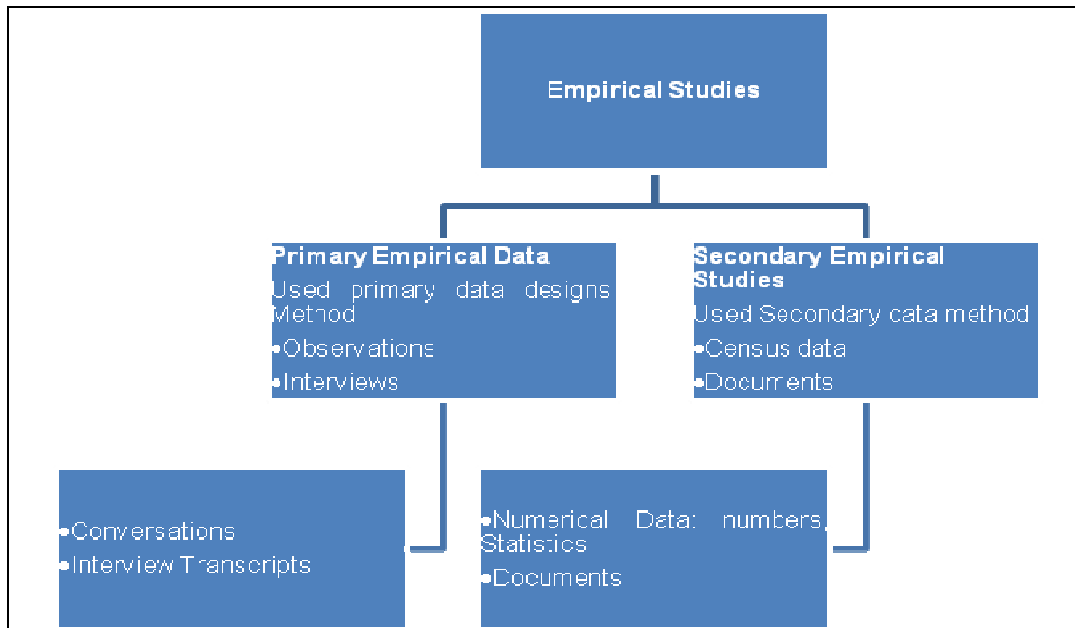 Empirical Studies
Primary Empirical Data
Used primary data designs
Method
•Observations
•Interviews
Secondary Empirical
Studies
Used Secondary cata method
•Census data
•Documents
•Conversations
•Interview Transcripts
•Numerical Data: numbers,
Statistics
•Documents